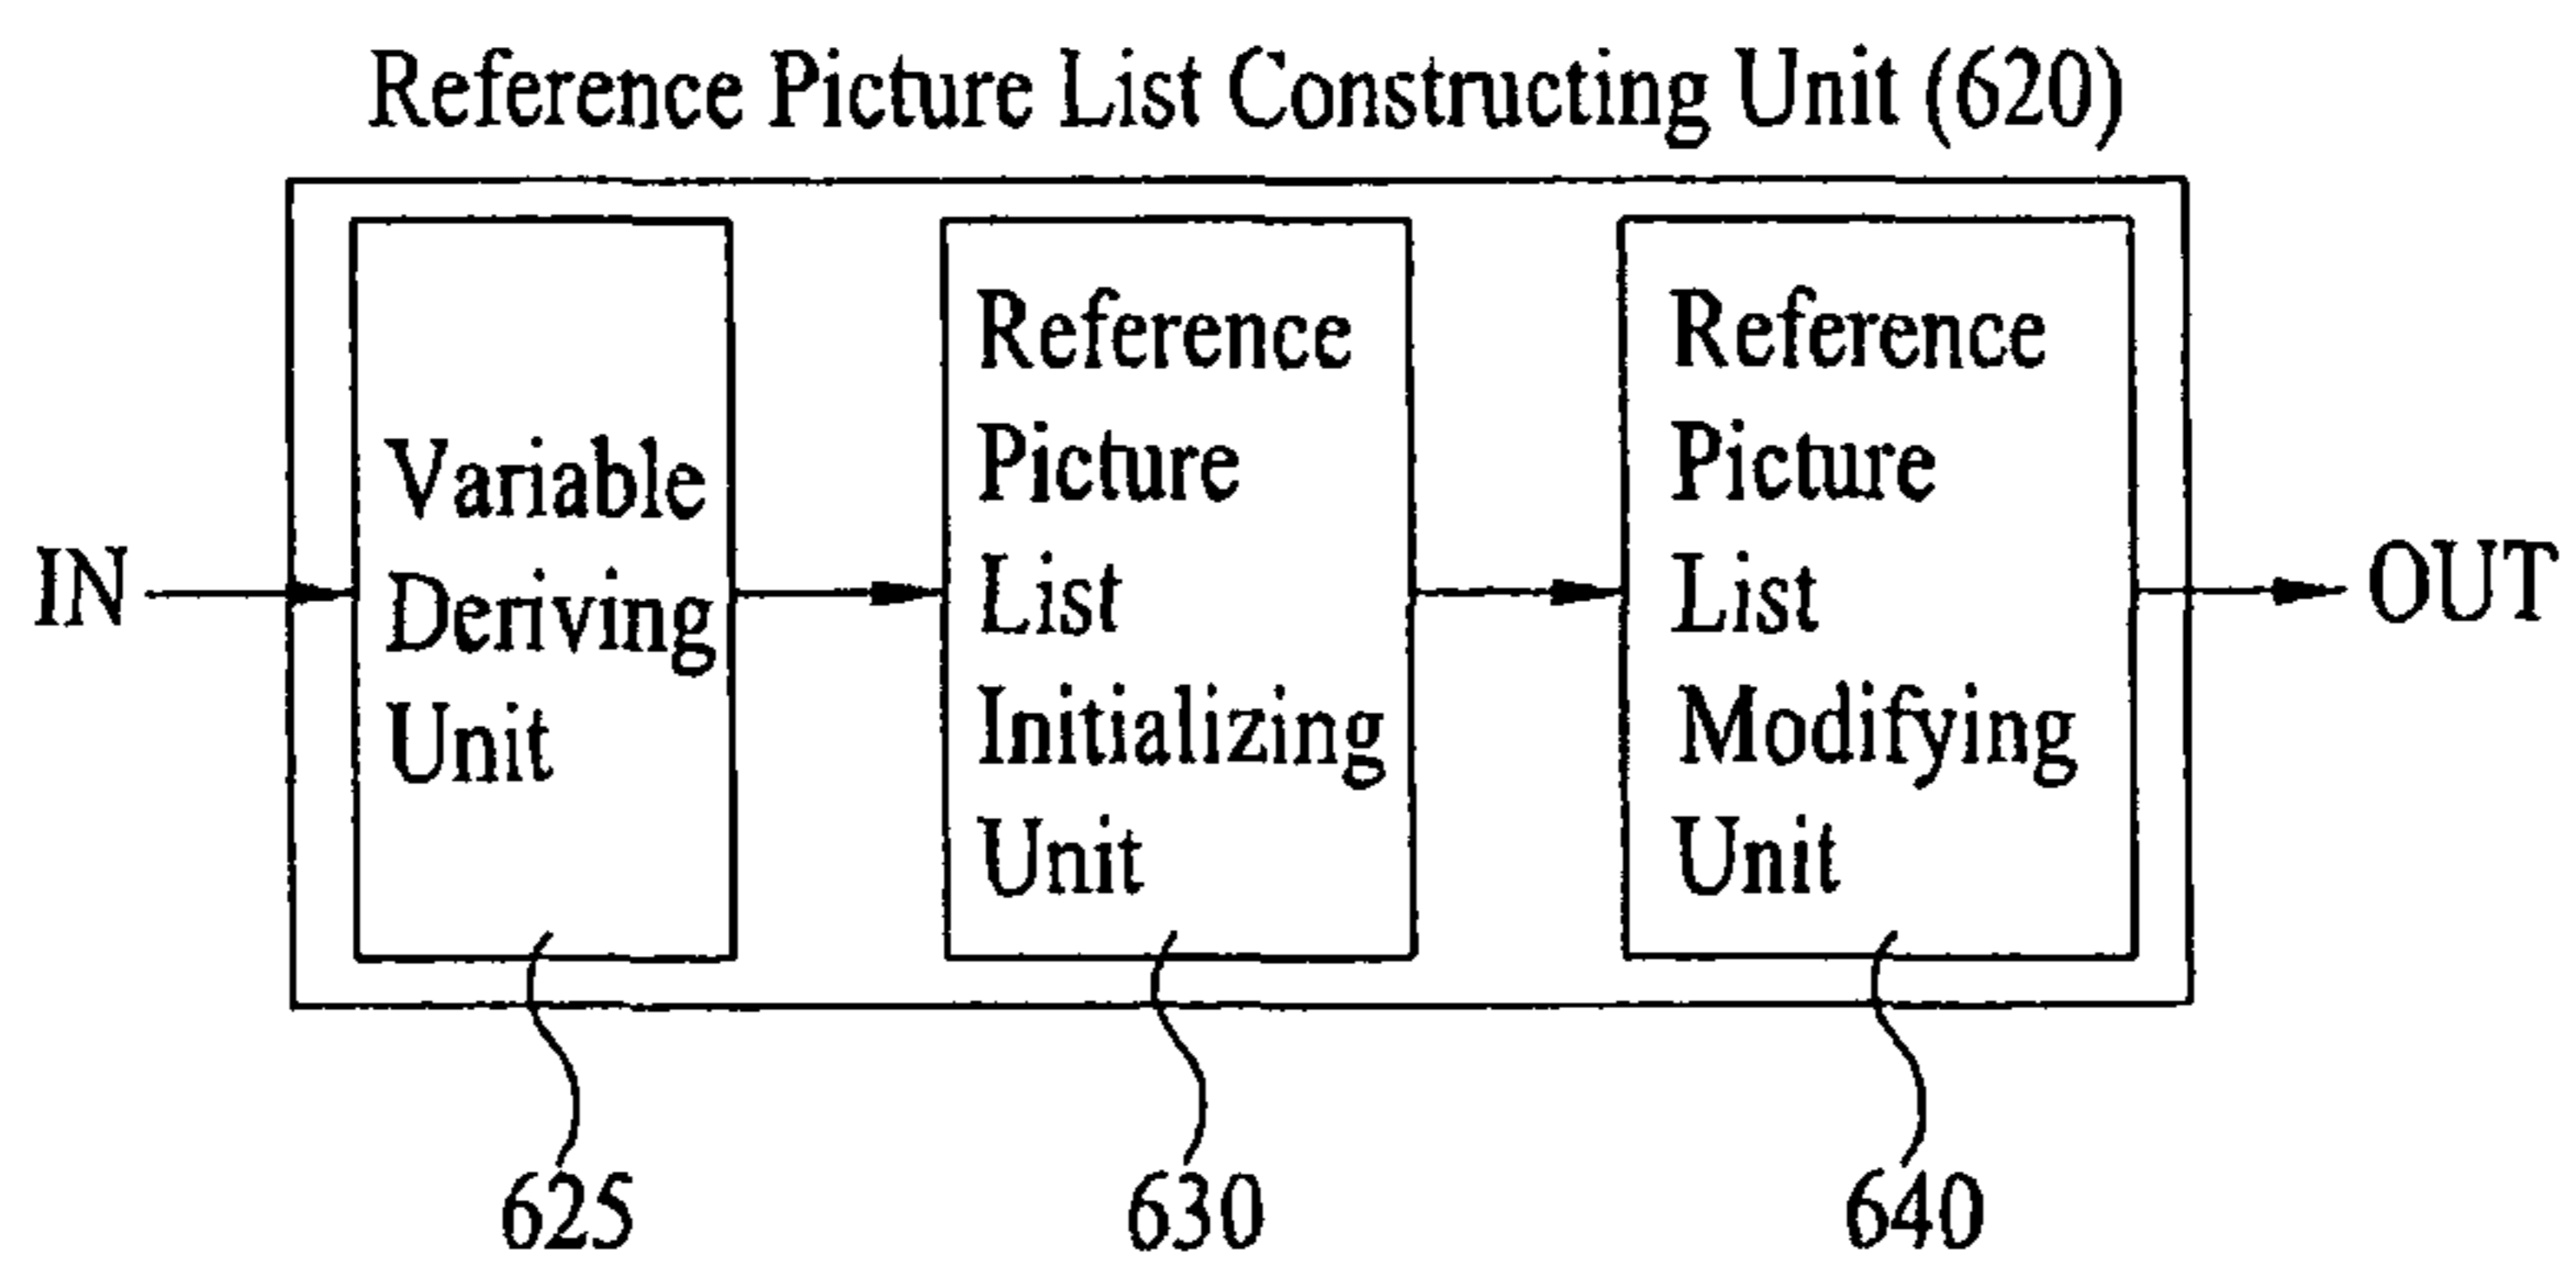 Reference Picture List Constructing Unit (620)
IN
Variable
Deriving
Unit
Reference
Picture
List
Initializing
Unit
Reference
Picture
List
Modifying
Unit
OUT
625
630
640